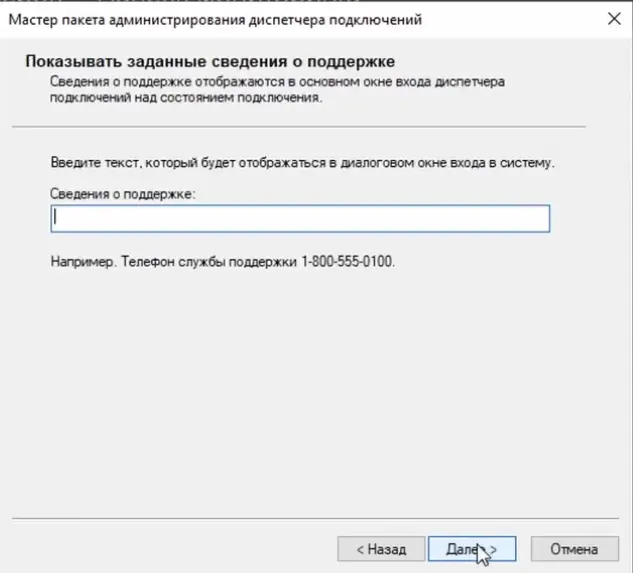 Мастер пакета администрирования диспетчера подключений
Показывать заданные сведения о поддержке
Сведения о поддержке отображаются в основном окне входа диспетчера
подключений над состоянием подключения.
Введите текст, который будет отображаться в диалоговом окне входа в систему.
Сведения о поддержке:
Например. Телефон службы поддержки 1-800-555-0100.
< Назад
Далее >
Отмена